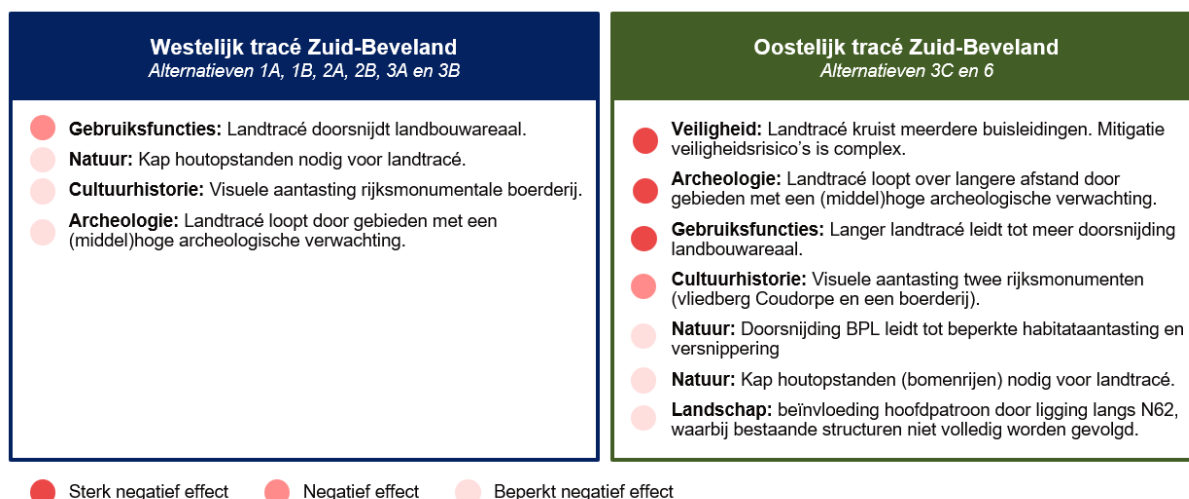 Westelijk tracé Zuid-Beveland
Alternatieven 1A, 1B, 2A, 2B, 3A en 3B
Gebruiksfuncties: Landtracé doorsnijdt landbouwareaal.
Natuur: Kap houtopstanden nodig voor landtracé.
Cultuurhistorie: Visuele aantasting rijksmonumentale boerderij.
Archeologie: Landtracé loopt door gebieden met een
(middel)hoge archeologische verwachting.
Oostelijk tracé Zuid-Beveland
Alternatieven 3C en 6
Veiligheid: Landtracé kruist meerdere buisleidingen. Mitigatie
veiligheidsrisico’s is complex.
Archeologie: Landtracé loopt over langere afstand door
gebieden met een (middel)hoge archeologische verwachting.
Gebruiksfuncties: Langer landtracé leidt tot meer doorsnijding
landbouwareaal.
Cultuurhistorie: Visuele aantasting twee rijksmonumenten
(vliedberg Coudorpe en een boerderij).
Natuur: Doorsnijding BPL leidt tot beperkte habitataantasting en
versnippering
Natuur: Kap houtopstanden (bomenrijen) nodig voor landtracé.
Landschap: beïnvloeding hoofdpatroon door ligging langs N62,
waarbij bestaande structuren niet volledig worden gevolgd.
Sterk negatief effect
Negatief effect
Beperkt negatief effect